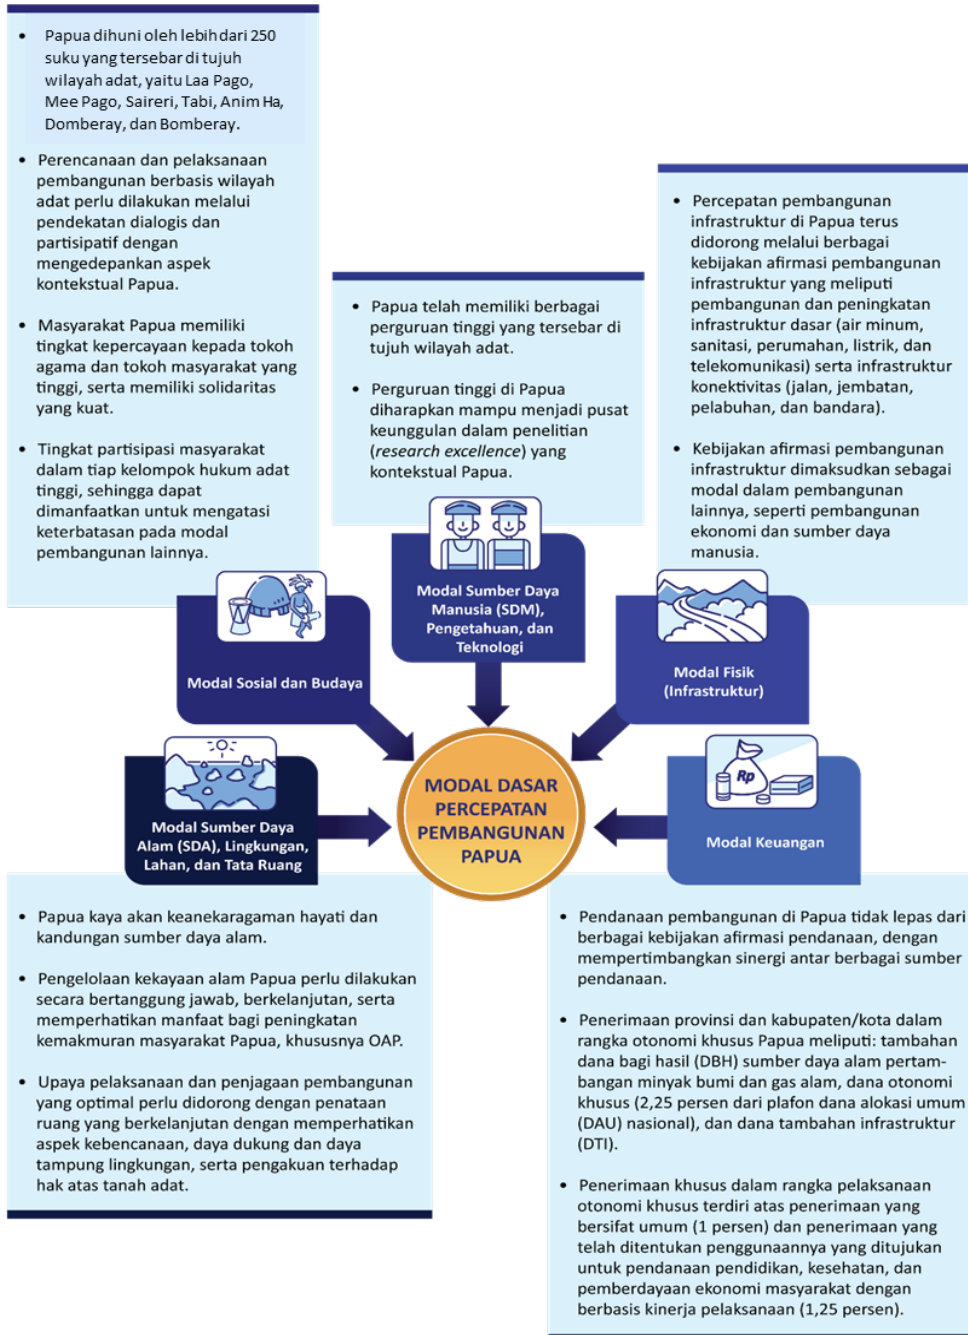 • Papua dihuni oleh lebih dari 250
suku yang tersebar di tujuh
wilayah adat, yaitu Laa Pago,
Mee Pago, Saireri, Tabi, Anim Ha,
Domberay, dan Bomberay.
• Perencanaan dan pelaksanaan
pembangunan berbasis wilayah
adat perlu dilakukan melalui
pendekatan dialogis dan
partisipatif dengan
mengedepankan aspek
kontekstual Papua.
• Masyarakat Papua memiliki
tingkat kepercayaan kepada tokoh
agama dan tokoh masyarakat yang
tinggi, serta memiliki solidaritas
yang kuat.
• Tingkat partisipasi masyarakat
dalam tiap kelompok hukum adat
tinggi, sehingga dapat
dimanfaatkan untuk mengatasi
keterbatasan pada modal
pembangunan lainnya.
Modal Sosial dan Budaya
• Papua telah memiliki berbagai
perguruan tinggi yang tersebar di
tujuh wilayah adat.
• Perguruan tinggi di Papua
diharapkan mampu menjadi pusat
keunggulan dalam penelitian
(research excellence) yang
kontekstual Papua.
Modal Sumber Daya
Manusia (SDM),
Pengetahuan, dan
Teknologi
• Percepatan pembangunan
infrastruktur di Papua terus
didorong melalui berbagai
kebijakan afirmasi pembangunan
infrastruktur yang meliputi
pembangunan dan peningkatan
infrastruktur dasar (air minum,
sanitasi, perumahan, listrik, dan
telekomunikasi) serta infrastruktur
konektivitas (jalan, jembatan,
pelabuhan, dan bandara).
• Kebijakan afirmasi pembangunan
infrastruktur dimaksudkan sebagai
modal dalam pembangunan
lainnya, seperti pembangunan
ekonomi dan sumber daya
manusia.
Modal Fisik
(Infrastruktur)
MODAL DASAR
PERCEPATAN
PEMBANGUNAN
PAPUA
Modal Sumber Daya
Alam (SDA), Lingkungan,
Lahan, dan Tata Ruang
• Papua kaya akan keanekaragaman hayati dan
kandungan sumber daya alam.
• Pengelolaan kekayaan alam Papua perlu dilakukan
secara bertanggung jawab, berkelanjutan, serta
memperhatikan manfaat bagi peningkatan
kemakmuran masyarakat Papua, khususnya OAP.
• Upaya pelaksanaan dan penjagaan pembangunan
yang optimal perlu didorong dengan penataan
ruang yang berkelanjutan dengan memperhatikan
aspek kebencanaan, daya dukung dan daya
tampung lingkungan, serta pengakuan terhadap
hak atas tanah adat.
Rp
Modal Keuangan
• Pendanaan pembangunan di Papua tidak lepas dari
berbagai kebijakan afirmasi pendanaan, dengan
mempertimbangkan sinergi antar berbagai sumber
pendanaan.
• Penerimaan provinsi dan kabupaten/kota dalam
rangka otonomi khusus Papua meliputi: tambahan
dana bagi hasil (DBH) sumber daya alam pertam-
bangan minyak bumi dan gas alam, dana otonomi
khusus (2,25 persen dari plafon dana alokasi umum
(DAU) nasional), dan dana tambahan infrastruktur
(DTI).
• Penerimaan khusus dalam rangka pelaksanaan
otonomi khusus terdiri atas penerimaan yang
bersifat umum (1 persen) dan penerimaan yang
telah ditentukan penggunaannya yang ditujukan
untuk pendanaan pendidikan, kesehatan, dan
pemberdayaan ekonomi masyarakat dengan
berbasis kinerja pelaksanaan (1,25 persen).